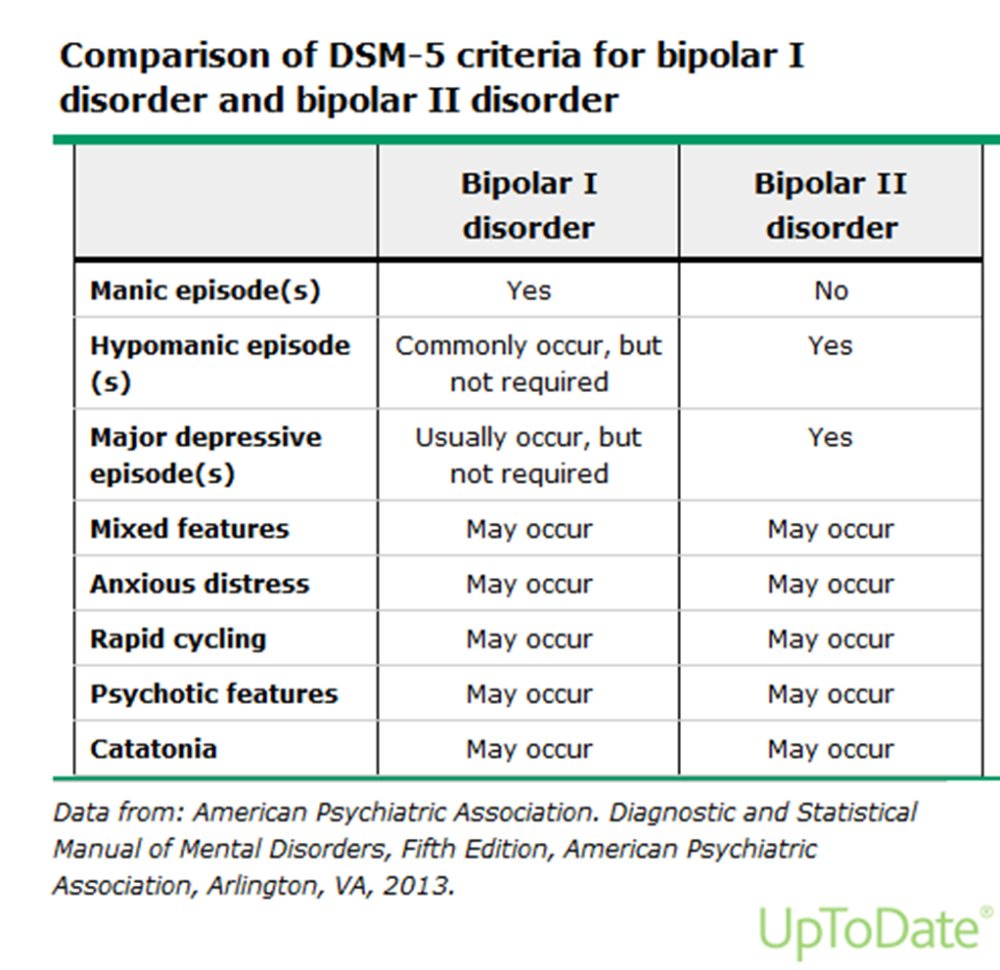 Comparison of DSM-5 criteria for bipolar I
disorder and bipolar II disorder
Bipolar I
disorder
Bipolar II
disorder
Manic episode(s)
Yes
No
Hypomanic episode
(s)
Commonly occur, but
not required
Yes
Major depressive
episode(s)
Usually occur, but
not required
Yes
Mixed features
May occur
May occur
Anxious distress
May occur
May occur
Rapid cycling
May occur
May occur
Psychotic features
May occur
May occur
Catatonia
May occur
May occur
Data from: American Psychiatric Association. Diagnostic and Statistical
Manual of Mental Disorders, Fifth Edition, American Psychiatric
Association, Arlington, VA, 2013.
UpToDate®